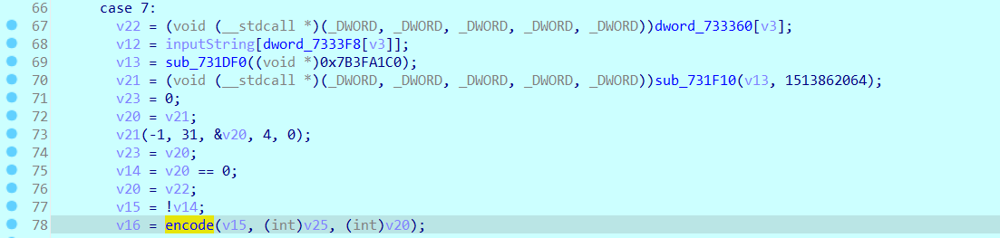 66 case 7:
67 v22 = (void (__stdcall *)(_DWORD, _DWORD, _DWORD, _DWORD, _DWORD))dword_733360[v3];
68 v12 = inputString[dword_7333F8[v3]];
69 v13 = sub_731DF0((void *)0x7B3FA1C0);
70 v21 = (void (__stdcall *)(_DWORD, _DWORD, _DWORD, _DWORD, _DWORD))sub_731F10(v13, 1513862064);
71 v23 = 0;
72 v20 = v21;
73 v21(-1, 31, &v20, 4, 0);
74 v23 = v20;
75 v14 = v20 == 0;
76 v20 = v22;
77 v15 = !v14;
78 v16 = encode(v15, (int)v25, (int)v20);